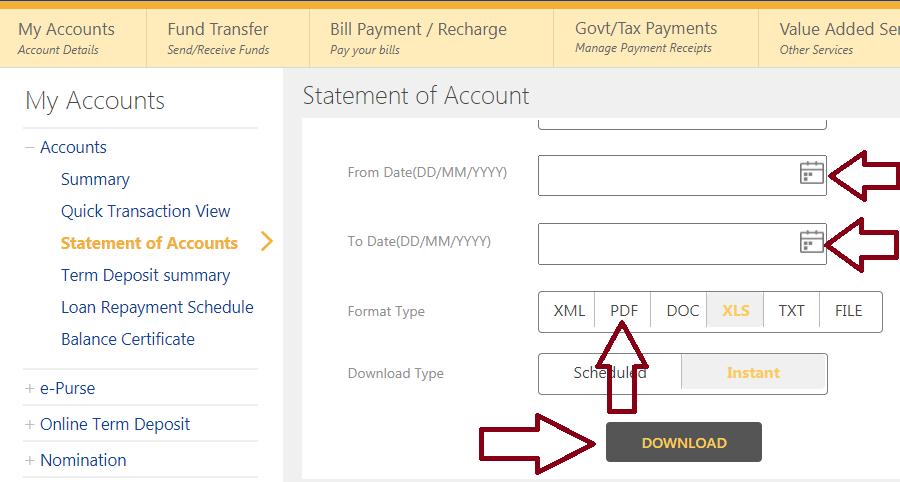 My Accounts
Account Details
Fund Transfer
Send/Receive Funds
Bill Payment / Recharge
Pay your bills
Govt/Tax Payments
Manage Payment Receipts
Value Added Se
Other Services
My Accounts
– Accounts
Summary
Quick Transaction View
Statement of Accounts
Term Deposit summary
Loan Repayment Schedule
Balance Certificate
+ e-Purse
+ Online Term Deposit
+ Nomination
Statement of Account
From Date(DD/MM/YYYY)
To Date(DD/MM/YYYY)
Format Type XML PDF DOC XLS TXT FILE
Download Type Scheduled Instant
DOWNLOAD